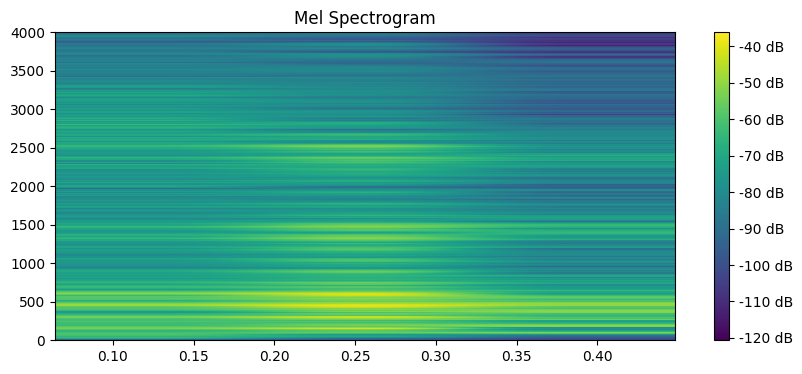 Mel Spectrogram
4000
3500
3000
2500
2000
1500
1000
500
0
0.10 0.15 0.20 0.25 0.30 0.35 0.40
-40 dB
-50 dB
-60 dB
-70 dB
-80 dB
-90 dB
-100 dB
-110 dB
-120 dB